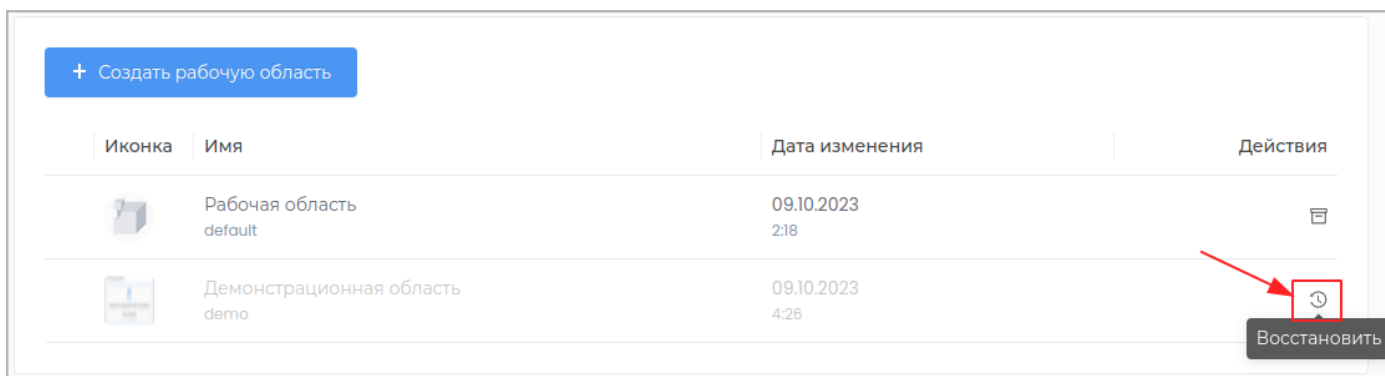 + Создать рабочую область
Иконка Имя Дата изменения Действия
Рабочая область 09.10.2023
default 2:18
Демонстрационная область 09.10.2023
demo 4:26
Восстановить